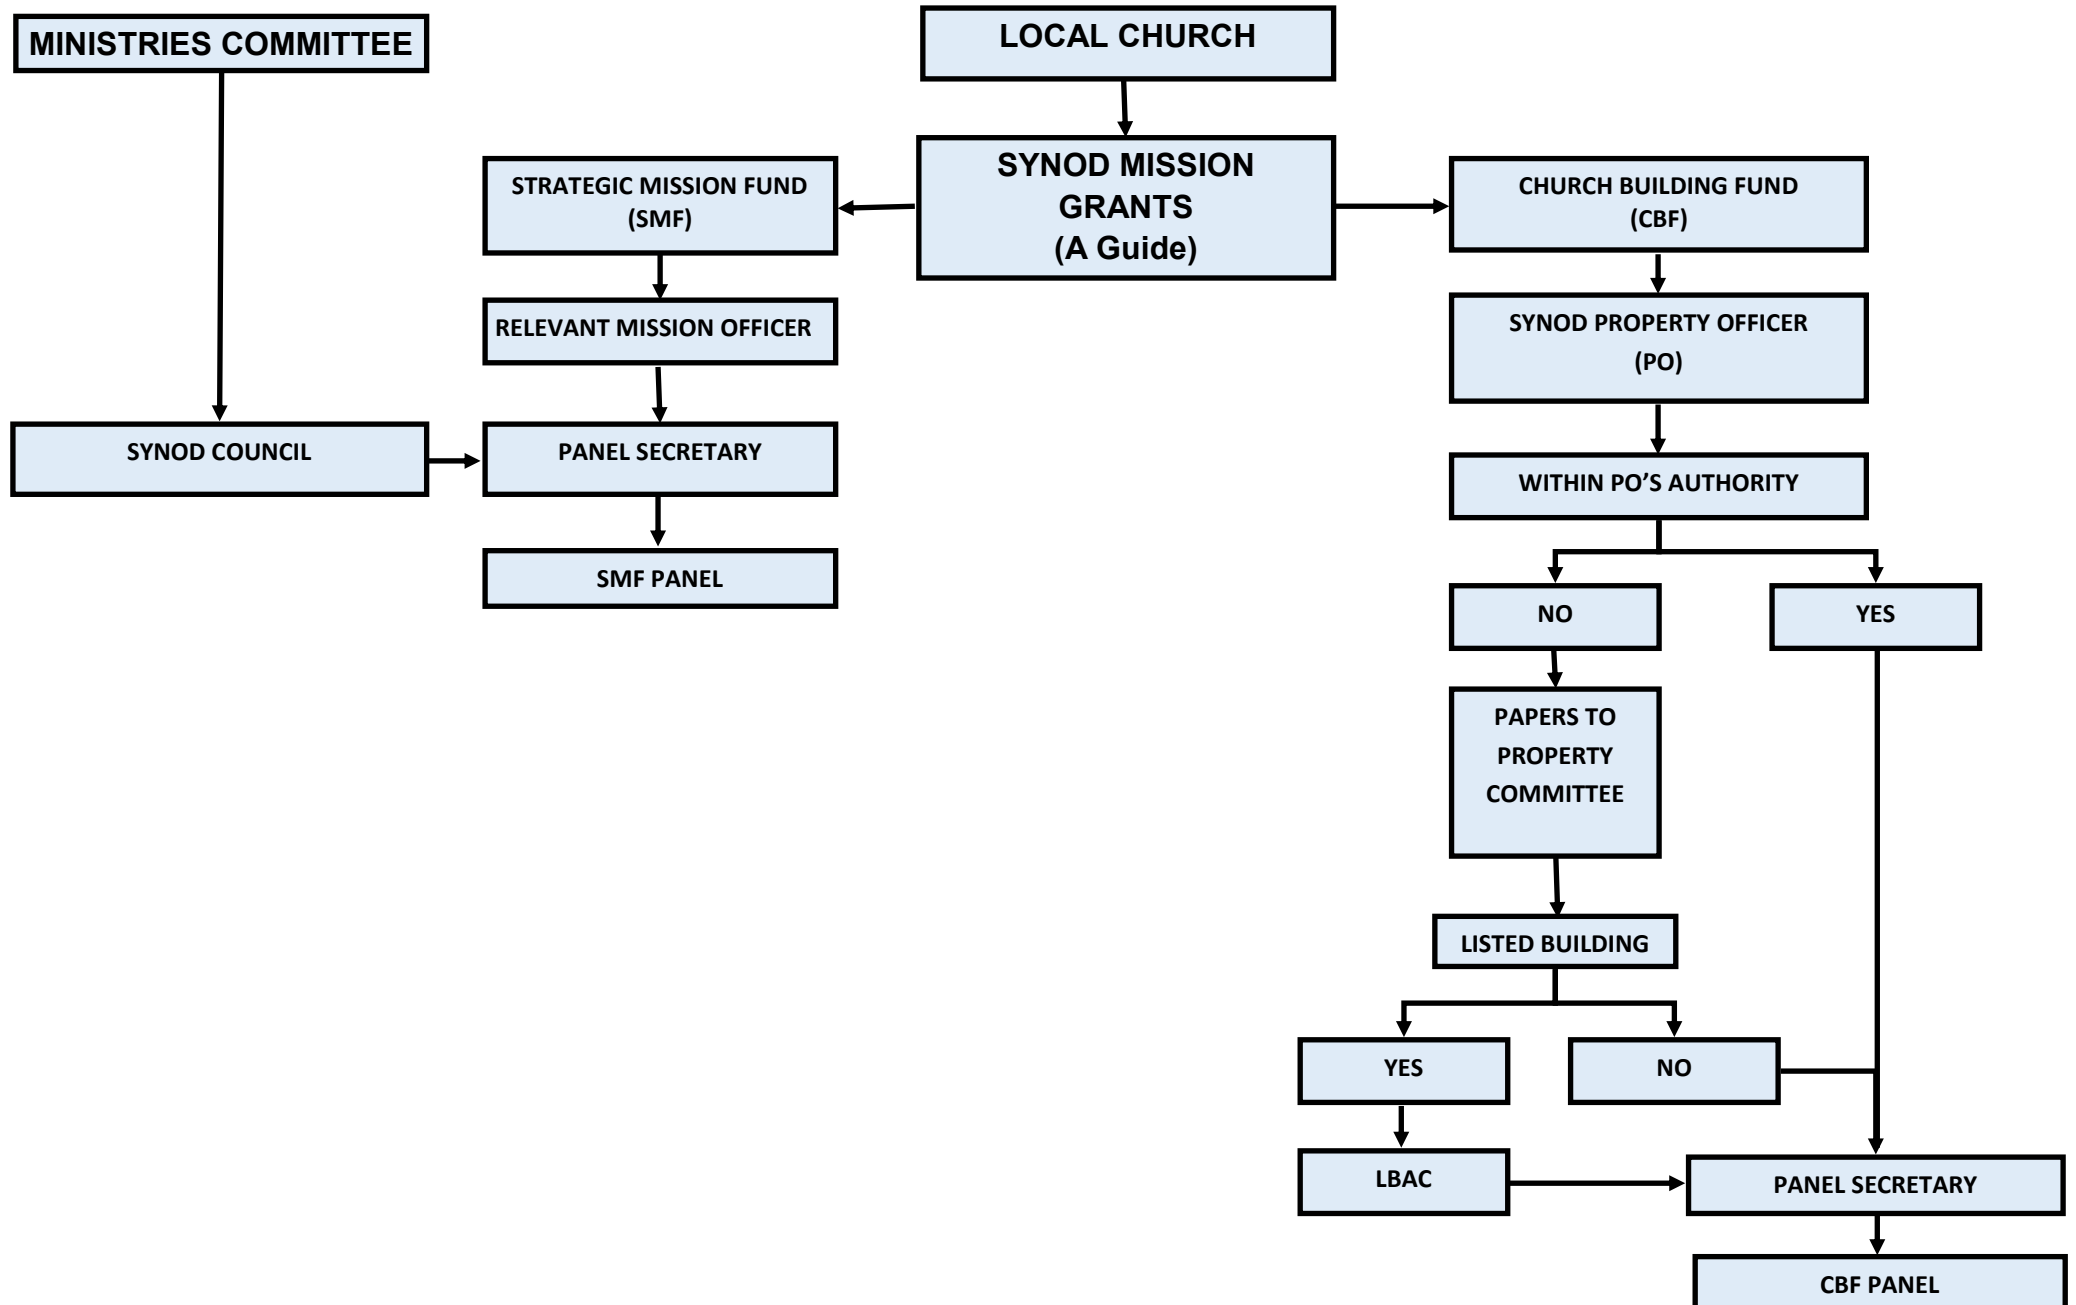 MINISTRIES COMMITTEE
LOCAL CHURCH
SYNOD MISSION
GRANTS
(A Guide)
STRATEGIC MISSION FUND
(SMF)
CHURCH BUILDING FUND
(CBF)
RELEVANT MISSION OFFICER
SYNOD PROPERTY OFFICER
(PO)
SYNOD COUNCIL
PANEL SECRETARY
WITHIN PO’S AUTHORITY
SMF PANEL
NO
YES
PAPERS TO
PROPERTY
COMMITTEE
LISTED BUILDING
YES
NO
LBAC
PANEL SECRETARY
CBF PANEL